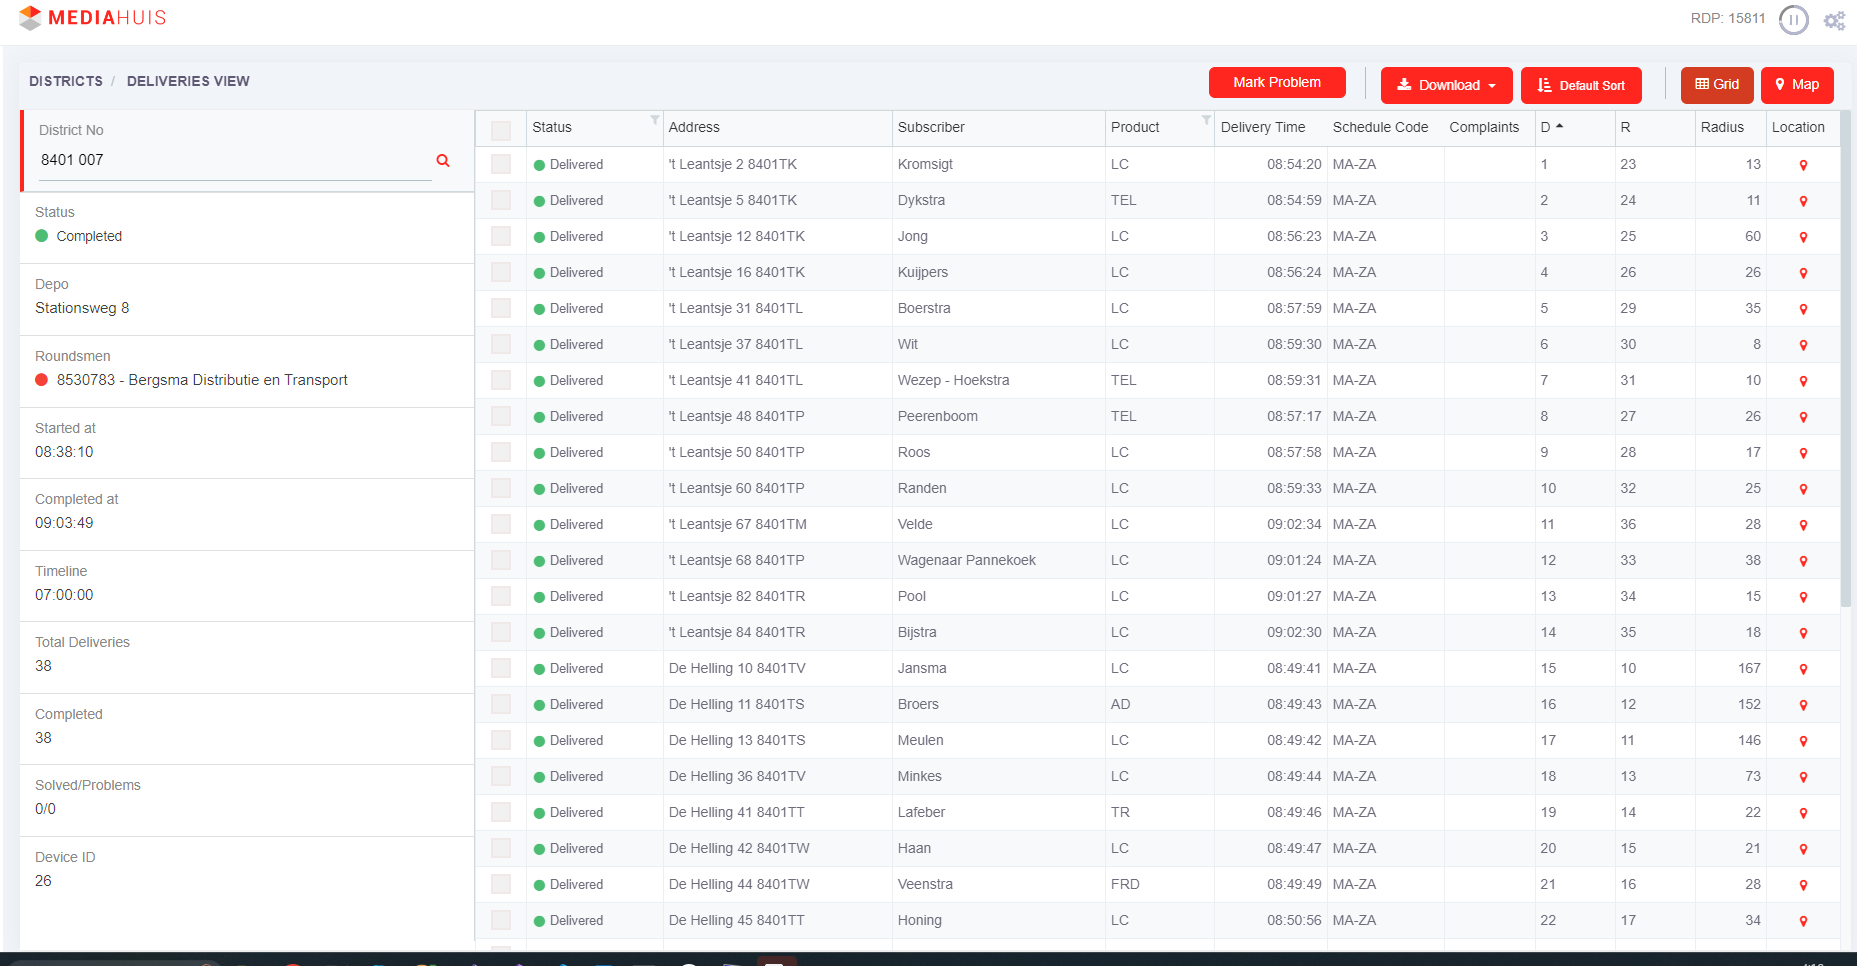 MEDIAHUIS
RDP: 15811
DISTRICTS / DELIVERIES VIEW
Mark Problem
Download
Default Sort
Grid
Map
District No
8401 007
Status
Completed
Depo
Stationsweg 8
Roundsmen
8530783 - Bergsma Distributie en Transport
Started at
08:38:10
Completed at
09:03:49
Timeline
07:00:00
Total Deliveries
38
Completed
38
Solved/Problems
0/0
Device ID
26
Status Address Subscriber Product Delivery Time Schedule Code Complaints D R Radius Location
Delivered 't Leantsje 2 8401TK Kromsigt LC 08:54:20 MA-ZA 1 23 13
Delivered 't Leantsje 5 8401TK Dykstra TEL 08:54:59 MA-ZA 2 24 11
Delivered 't Leantsje 12 8401TK Jong LC 08:56:23 MA-ZA 3 25 60
Delivered 't Leantsje 16 8401TK Kuijpers LC 08:56:24 MA-ZA 4 26 26
Delivered 't Leantsje 31 8401TL Boerstra LC 08:57:59 MA-ZA 5 29 35
Delivered 't Leantsje 37 8401TL Wit LC 08:59:30 MA-ZA 6 30 8
Delivered 't Leantsje 41 8401TL Wezep - Hoekstra TEL 08:59:31 MA-ZA 7 31 10
Delivered 't Leantsje 48 8401TP Peerenboom TEL 08:57:17 MA-ZA 8 27 26
Delivered 't Leantsje 50 8401TP Roos LC 08:57:58 MA-ZA 9 28 17
Delivered 't Leantsje 60 8401TP Randen LC 08:59:33 MA-ZA 10 32 25
Delivered 't Leantsje 67 8401TM Velde LC 09:02:34 MA-ZA 11 36 28
Delivered 't Leantsje 68 8401TP Wagenaar Pannekoek LC 09:01:24 MA-ZA 12 33 38
Delivered 't Leantsje 82 8401TR Pool LC 09:01:27 MA-ZA 13 34 15
Delivered 't Leantsje 84 8401TR Bijstra LC 09:02:30 MA-ZA 14 35 18
Delivered De Helling 10 8401TV Jansma LC 08:49:41 MA-ZA 15 10 167
Delivered De Helling 11 8401TS Broers AD 08:49:43 MA-ZA 16 12 152
Delivered De Helling 13 8401TS Meulen LC 08:49:42 MA-ZA 17 11 146
Delivered De Helling 36 8401TV Minkes LC 08:49:44 MA-ZA 18 13 73
Delivered De Helling 41 8401TT Lafeber TR 08:49:46 MA-ZA 19 14 22
Delivered De Helling 42 8401TW Haan LC 08:49:47 MA-ZA 20 15 21
Delivered De Helling 44 8401TW Veenstra FRD 08:49:49 MA-ZA 21 16 28
Delivered De Helling 45 8401TT Honing LC 08:50:56 MA-ZA 22 17 34